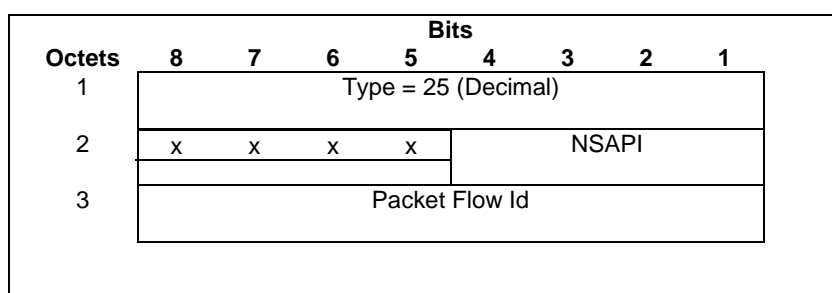 Bits
Octets 8 7 6 5 4 3 2 1
1 Type = 25 (Decimal)
2 x x x x NSAPI
3 Packet Flow Id